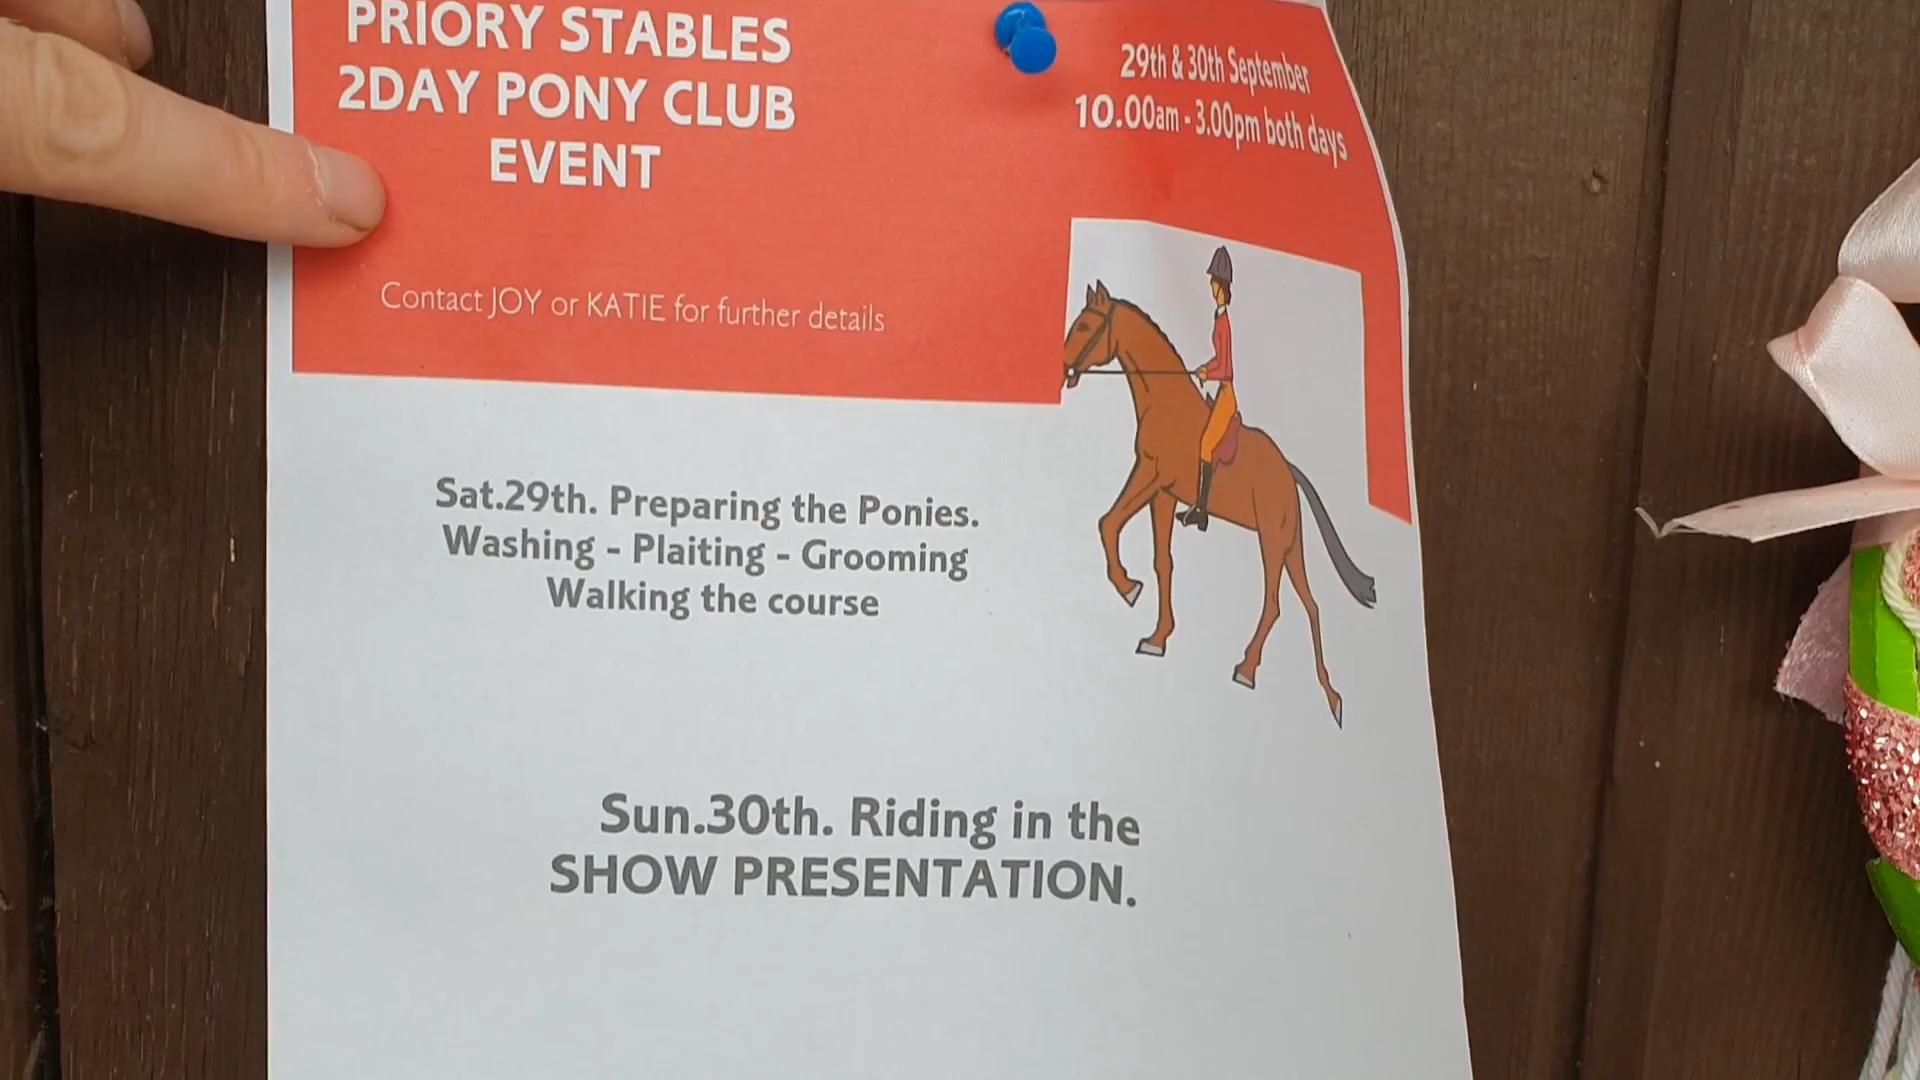 PRIORY STABLES
2DAY PONY CLUB
EVENT
29th & 30th September
10.00am - 3.00pm both days
Contact JOY or KATIE for further details
Sat.29th. Preparing the Ponies.
Washing - Plaiting - Grooming
Walking the course
Sun.30th. Riding in the
SHOW PRESENTATION.